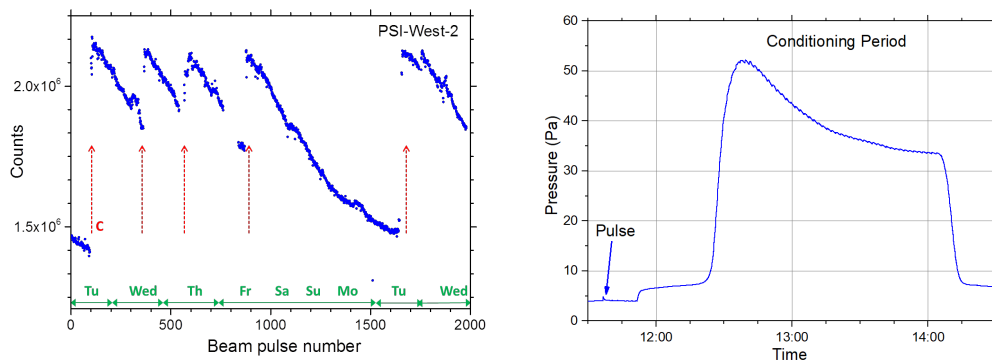 PSI-West-2
2.0x10⁶
1.5x10⁶
Counts
C
Tu Wed Th Fr Sa Su Mo Tu Wed
0 500 1000 1500 2000
Beam pulse number
60
50
40
30
20
10
0
Pressure (Pa)
Conditioning Period
Pulse
12:00 13:00 14:00
Time